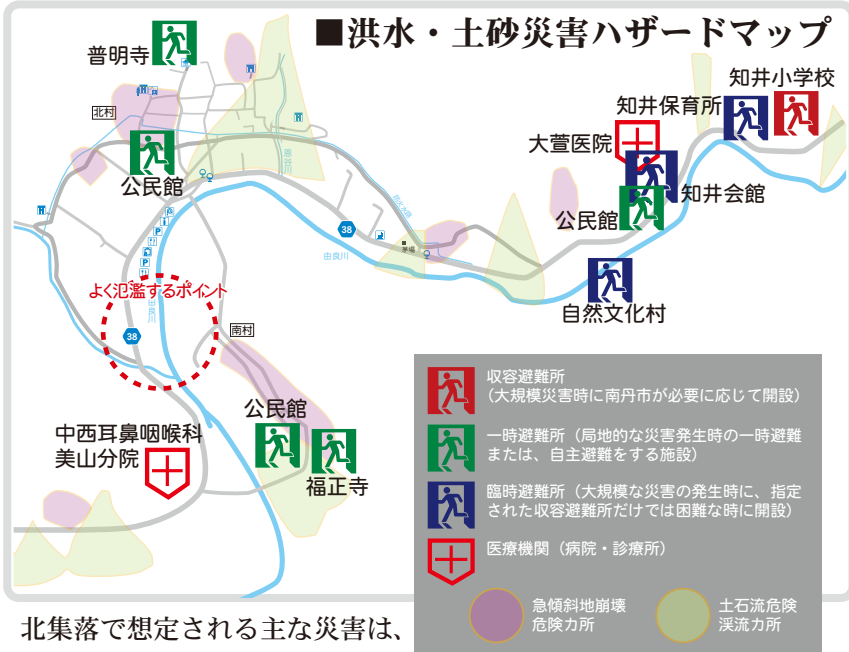 ■洪水・土砂災害ハザードマップ
普明寺
知井小学校
知井保育所
北村
大萱医院
公民館
知井会館
公民館
38
由良川
茅場
自然文化村
よく氾濫するポイント
由良川
38
南村
公民館
中西耳鼻咽喉科
美山分院
福正寺
収容避難所
(大規模災害時に南丹市が必要に応じて開設)
一時避難所(局地的な災害発生時の一時避難
または、自主避難をする施設)
臨時避難所(大規模な災害の発生時に、指定
された収容避難所だけでは困難な時に開設)
医療機関(病院・診療所)
急傾斜地崩壊
危険カ所
土石流危険
渓流カ所
北集落で想定される主な災害は、